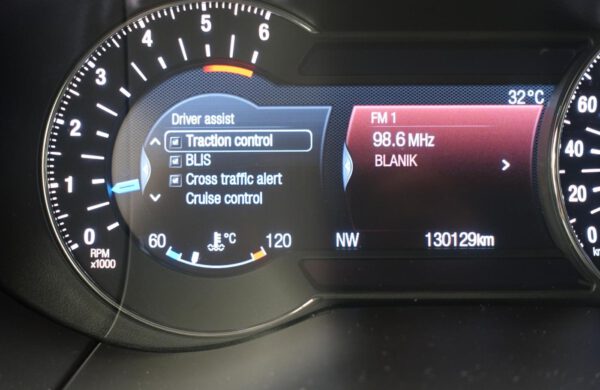 6
5
4
3
2
1
0
RPM
x1000
32°C
Driver assist
Traction control
BLIS
Cross traffic alert
Cruise control
FM 1
98.6 MHz
BLANIK
60 °C 120
NW 130129km
60
40
20
0